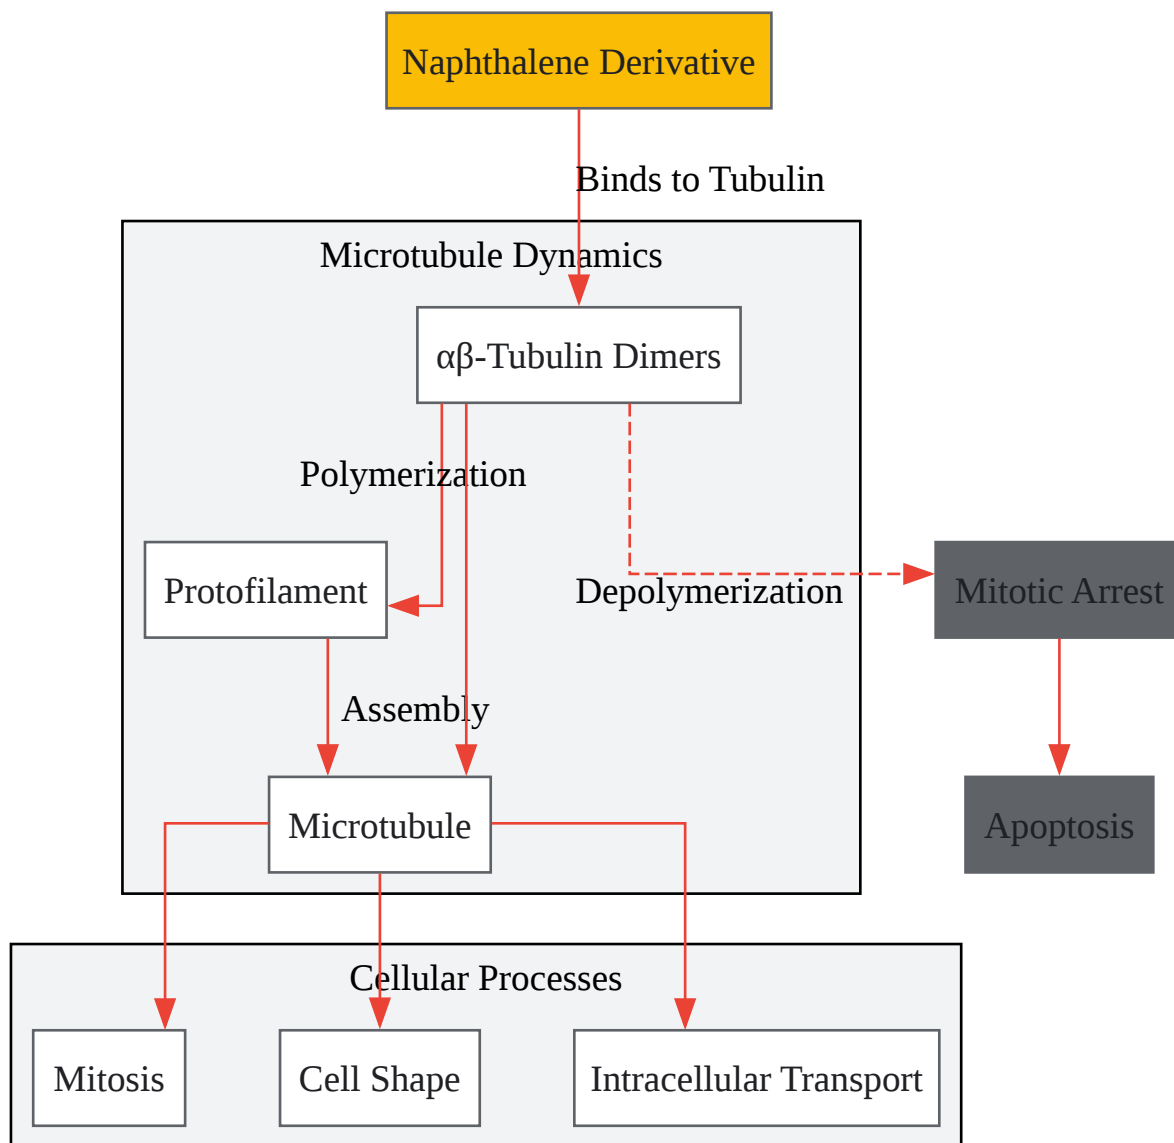 Naphthalene Derivative
Binds to Tubulin
Microtubule Dynamics
αβ-Tubulin Dimers
Polymerization
Protofilament
Depolymerization
Mitotic Arrest
Assembly
Microtubule
Apoptosis
Cellular Processes
Mitosis
Cell Shape
Intracellular Transport